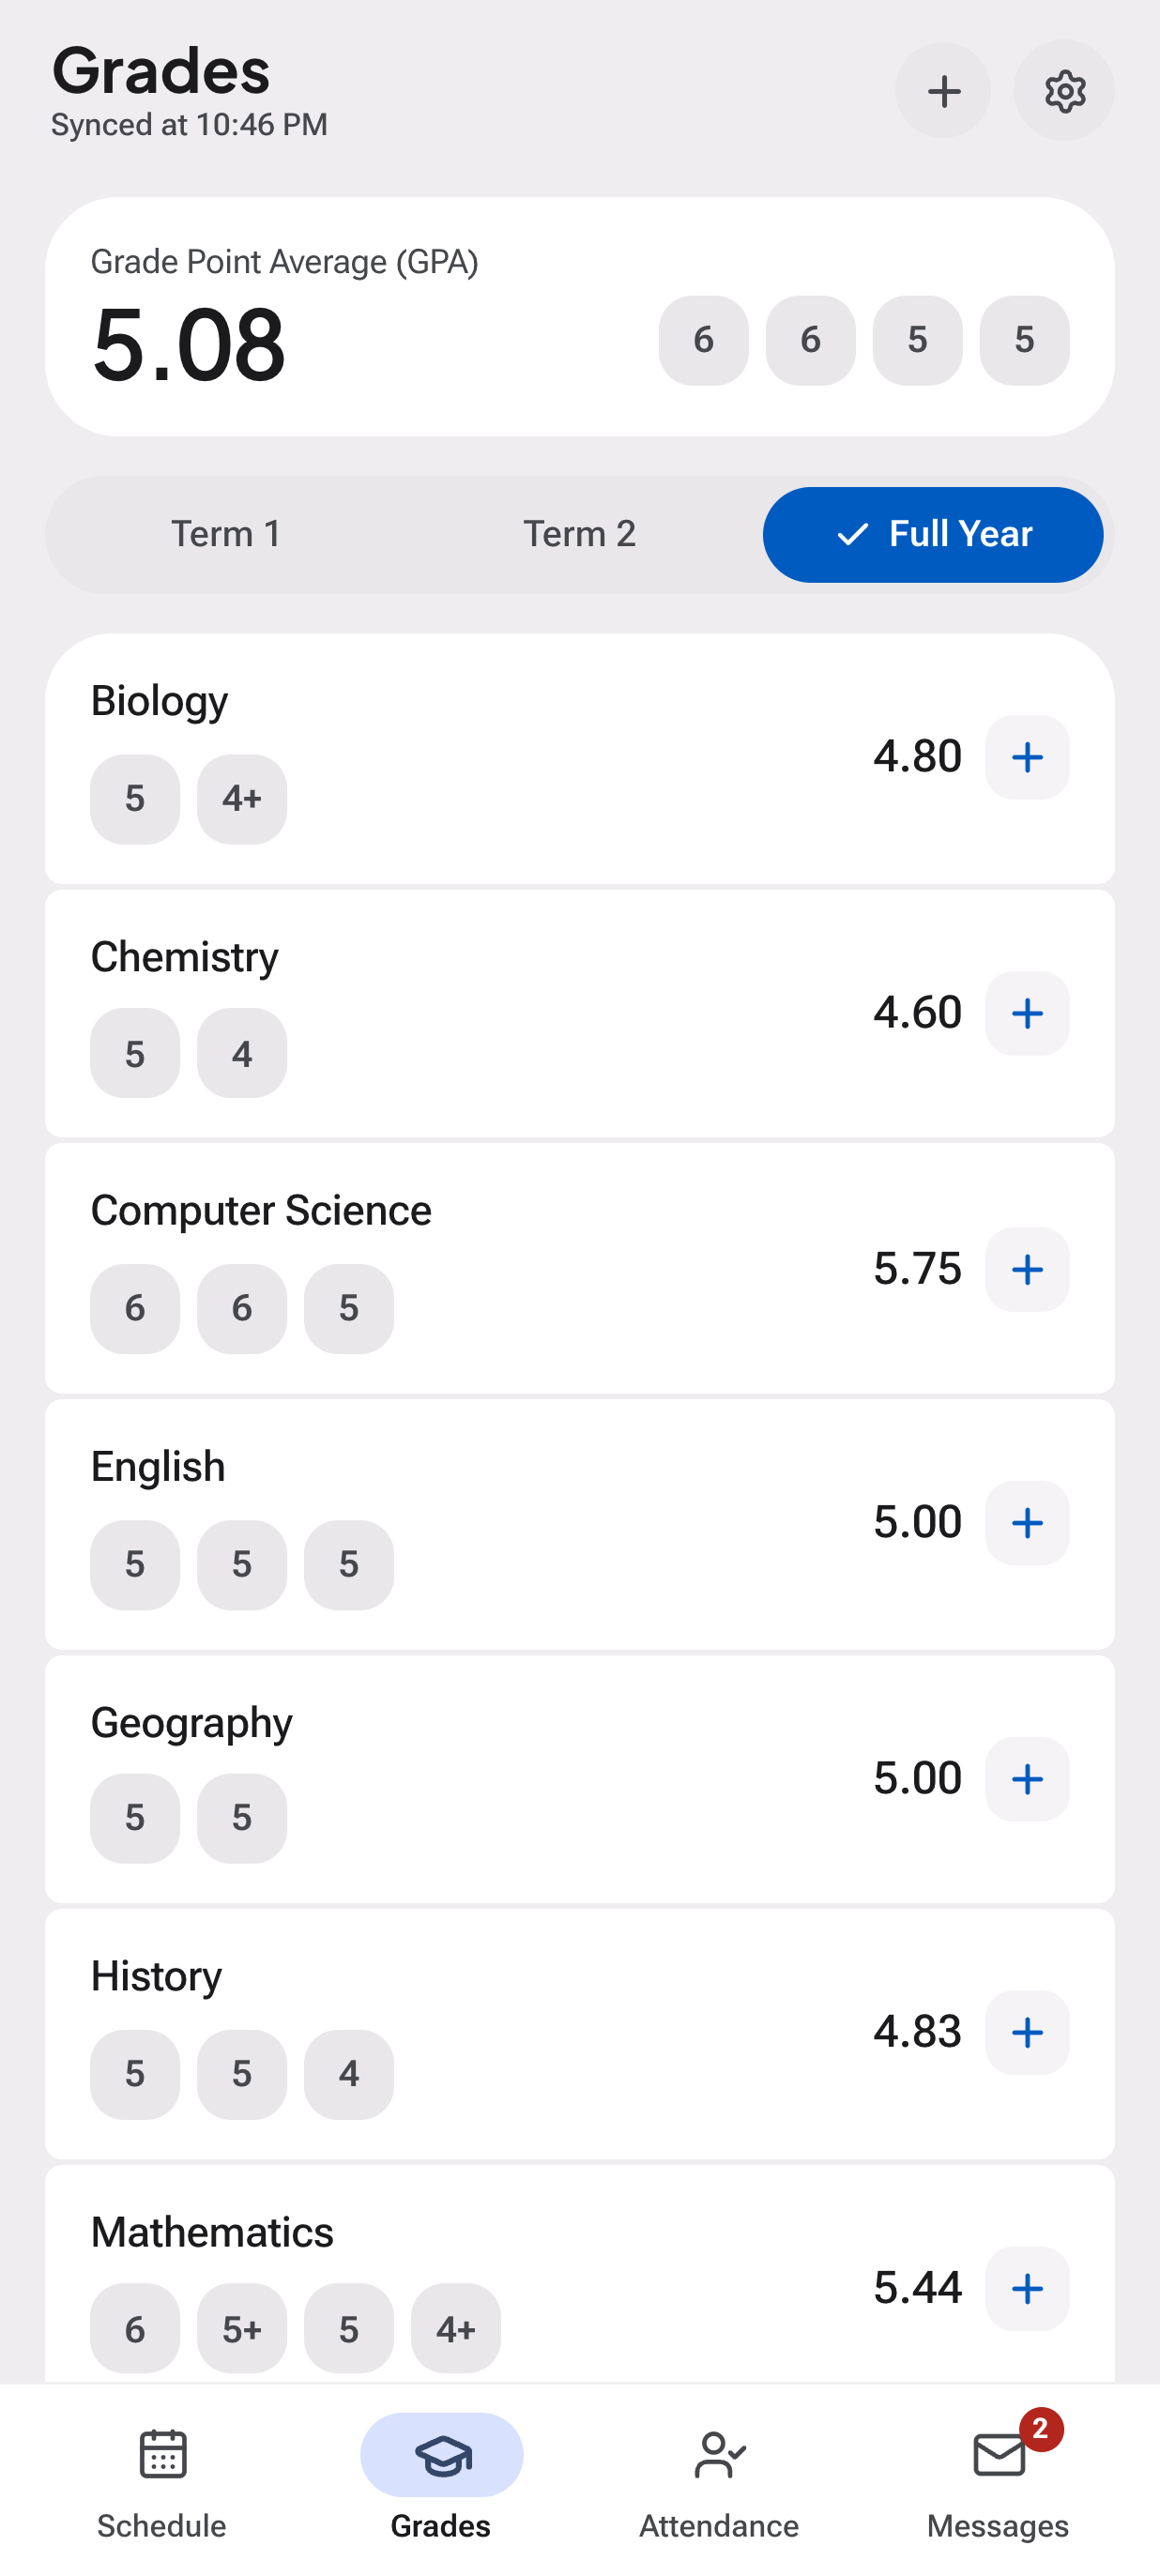 Grades
Synced at 10:46 PM
Grade Point Average (GPA)
5.08 6 6 5 5
Term 1 Term 2 Full Year
Biology
5 4+ 4.80
Chemistry
5 4 4.60
Computer Science
6 6 5 5.75
English
5 5 5 5.00
Geography
5 5 5.00
History
5 5 4 4.83
Mathematics
6 5+ 5 4+ 5.44
2
Schedule Grades Attendance Messages